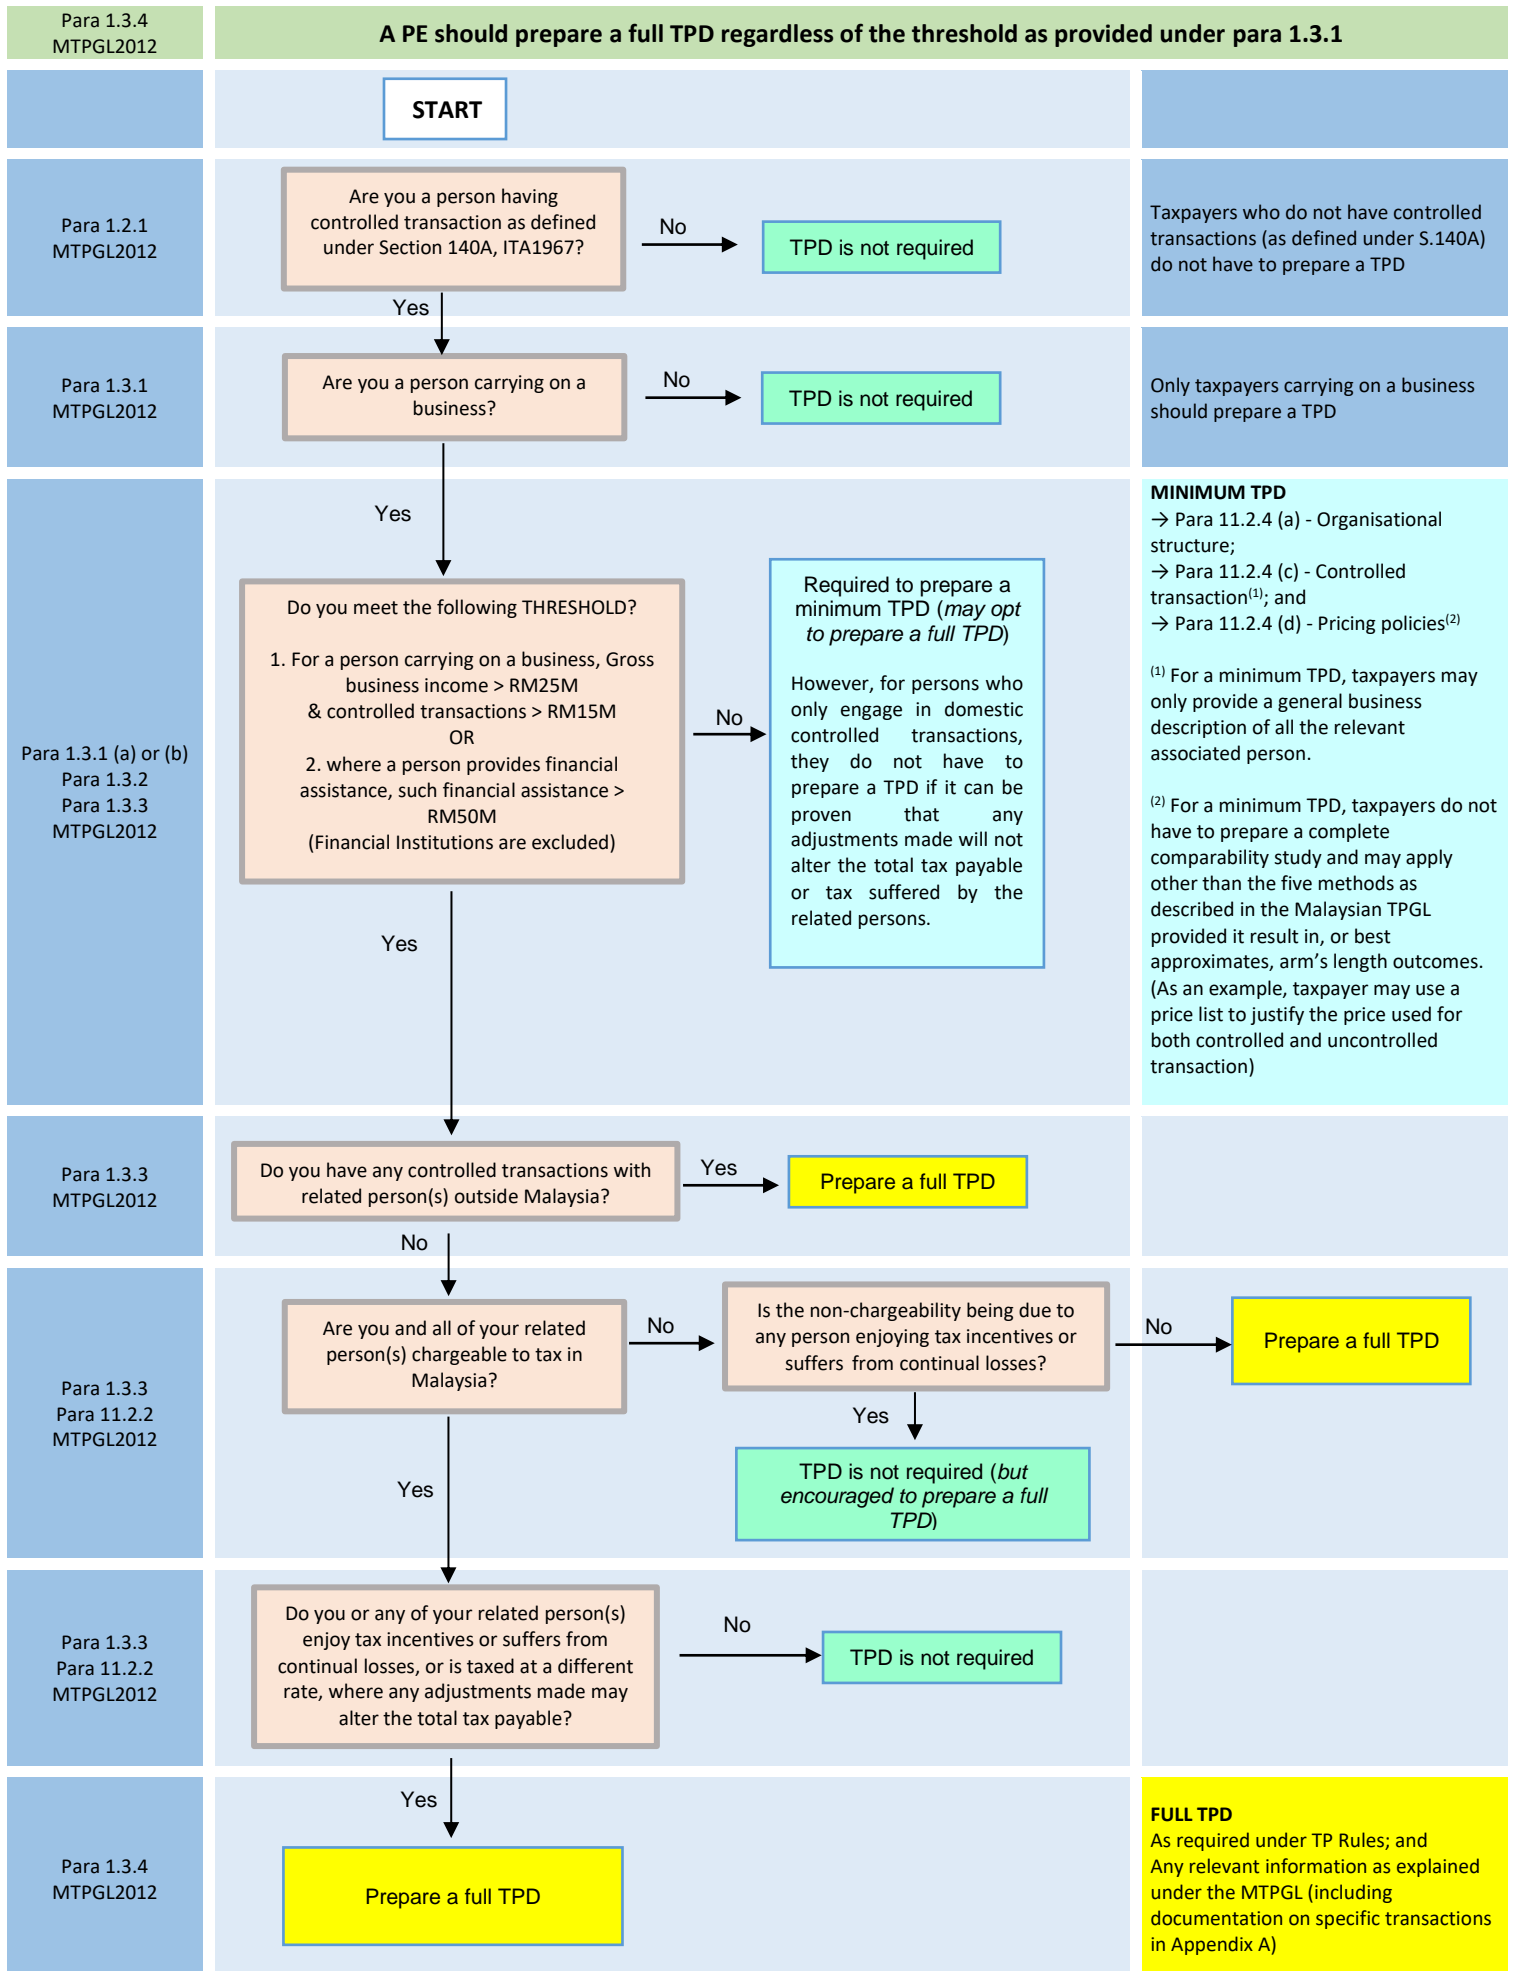 Para 1.3.4
MTPGL2012
A PE should prepare a full TPD regardless of the threshold as provided under para 1.3.1
START
Para 1.2.1
MTPGL2012
Are you a person having
controlled transaction as defined
under Section 140A, ITA1967?
No
TPD is not required
Taxpayers who do not have controlled
transactions (as defined under S.140A)
do not have to prepare a TPD
Yes
Para 1.3.1
MTPGL2012
Are you a person carrying on a
business?
No
TPD is not required
Only taxpayers carrying on a business
should prepare a TPD
Yes
Para 1.3.1 (a) or (b)
Para 1.3.2
Para 1.3.3
MTPGL2012
Do you meet the following THRESHOLD?
1. For a person carrying on a business, Gross
business income > RM25M
& controlled transactions > RM15M
OR
2. where a person provides financial
assistance, such financial assistance >
RM50M
(Financial Institutions are excluded)
No
Required to prepare a
minimum TPD (may opt
to prepare a full TPD)
However, for persons who
only engage in domestic
controlled transactions,
they do not have to
prepare a TPD if it can be
proven that any
adjustments made will not
alter the total tax payable
or tax suffered by the
related persons.
MINIMUM TPD
→ Para 11.2.4 (a) - Organisational
structure;
→ Para 11.2.4 (c) - Controlled
transaction(1); and
→ Para 11.2.4 (d) - Pricing policies(2)
(1) For a minimum TPD, taxpayers may
only provide a general business
description of all the relevant
associated person.
(2) For a minimum TPD, taxpayers do not
have to prepare a complete
comparability study and may apply
other than the five methods as
described in the Malaysian TPGL
provided it result in, or best
approximates, arm's length outcomes.
(As an example, taxpayer may use a
price list to justify the price used for
both controlled and uncontrolled
transaction)
Yes
Para 1.3.3
MTPGL2012
Do you have any controlled transactions with
related person(s) outside Malaysia?
Yes
Prepare a full TPD
No
Para 1.3.3
Para 11.2.2
MTPGL2012
Are you and all of your related
person(s) chargeable to tax in
Malaysia?
No
Is the non-chargeability being due to
any person enjoying tax incentives or
suffers from continual losses?
No
Prepare a full TPD
Yes
TPD is not required (but
encouraged to prepare a full
TPD)
Yes
Para 1.3.3
Para 11.2.2
MTPGL2012
Do you or any of your related person(s)
enjoy tax incentives or suffers from
continual losses, or is taxed at a different
rate, where any adjustments made may
alter the total tax payable?
No
TPD is not required
Yes
Para 1.3.4
MTPGL2012
Prepare a full TPD
FULL TPD
As required under TP Rules; and
Any relevant information as explained
under the MTPGL (including
documentation on specific transactions
in Appendix A)